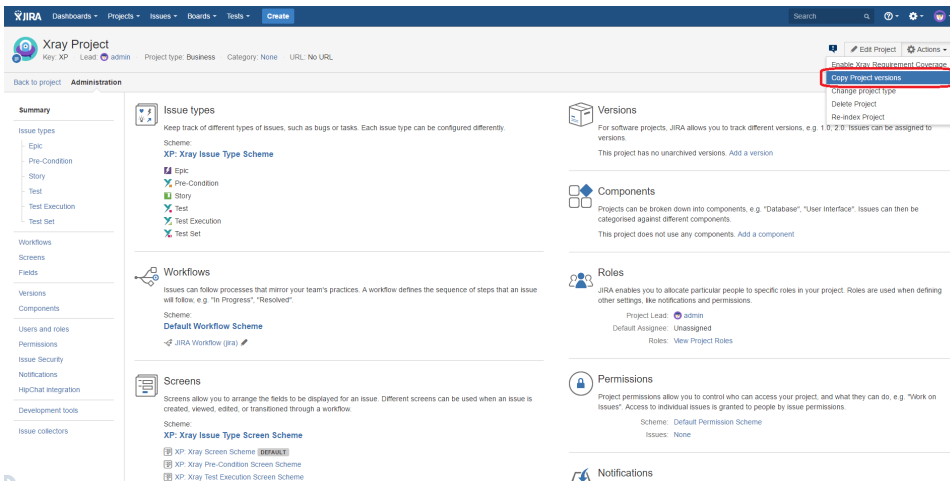 JIRA Dashboards Projects Issues Boards Tests Create Search
Xray Project
Key: XP Lead: admin Project type: Business Category: None URL: No URL
Edit Project Actions
Enable Xray Requirement Coverage
Copy Project versions
Change project type
Delete Project
Re-index Project
Back to project Administration
Summary
Issue types
Epic
Pre-Condition
Story
Test
Test Execution
Test Set
Workflows
Screens
Fields
Versions
Components
Users and roles
Permissions
Issue Security
Notifications
HipChat integration
Development tools
Issue collectors
Issue types
Keep track of different types of issues, such as bugs or tasks. Each issue type can be configured differently.
Scheme:
XP: Xray Issue Type Scheme
Epic
Pre-Condition
Story
Test
Test Execution
Test Set
Workflows
Issues can follow processes that mirror your team's practices. A workflow defines the sequence of steps that an issue
will follow, e.g. "In Progress", "Resolved".
Scheme:
Default Workflow Scheme
JIRA Workflow (jira)
Screens
Screens allow you to arrange the fields to be displayed for an issue. Different screens can be used when an issue is
created, viewed, edited, or transitioned through a workflow.
Scheme:
XP: Xray Issue Type Screen Scheme
XP: Xray Screen Scheme DEFAULT
XP: Xray Pre-Condition Screen Scheme
XP: Xray Test Execution Screen Scheme
Versions
For software projects, JIRA allows you to track different versions, e.g. 1.0, 2.0. Issues can be assigned to
versions.
This project has no unarchived versions. Add a version
Components
Projects can be broken down into components, e.g. "Database", "User Interface". Issues can then be
categorised against different components.
This project does not use any components. Add a component
Roles
JIRA enables you to allocate particular people to specific roles in your project. Roles are used when defining
other settings, like notifications and permissions.
Project Lead: admin
Default Assignee: Unassigned
Roles: View Project Roles
Permissions
Project permissions allow you to control who can access your project, and what they can do, e.g. "Work on
Issues". Access to individual issues is granted to people by issue permissions.
Scheme: Default Permission Scheme
Issues: None
Notifications